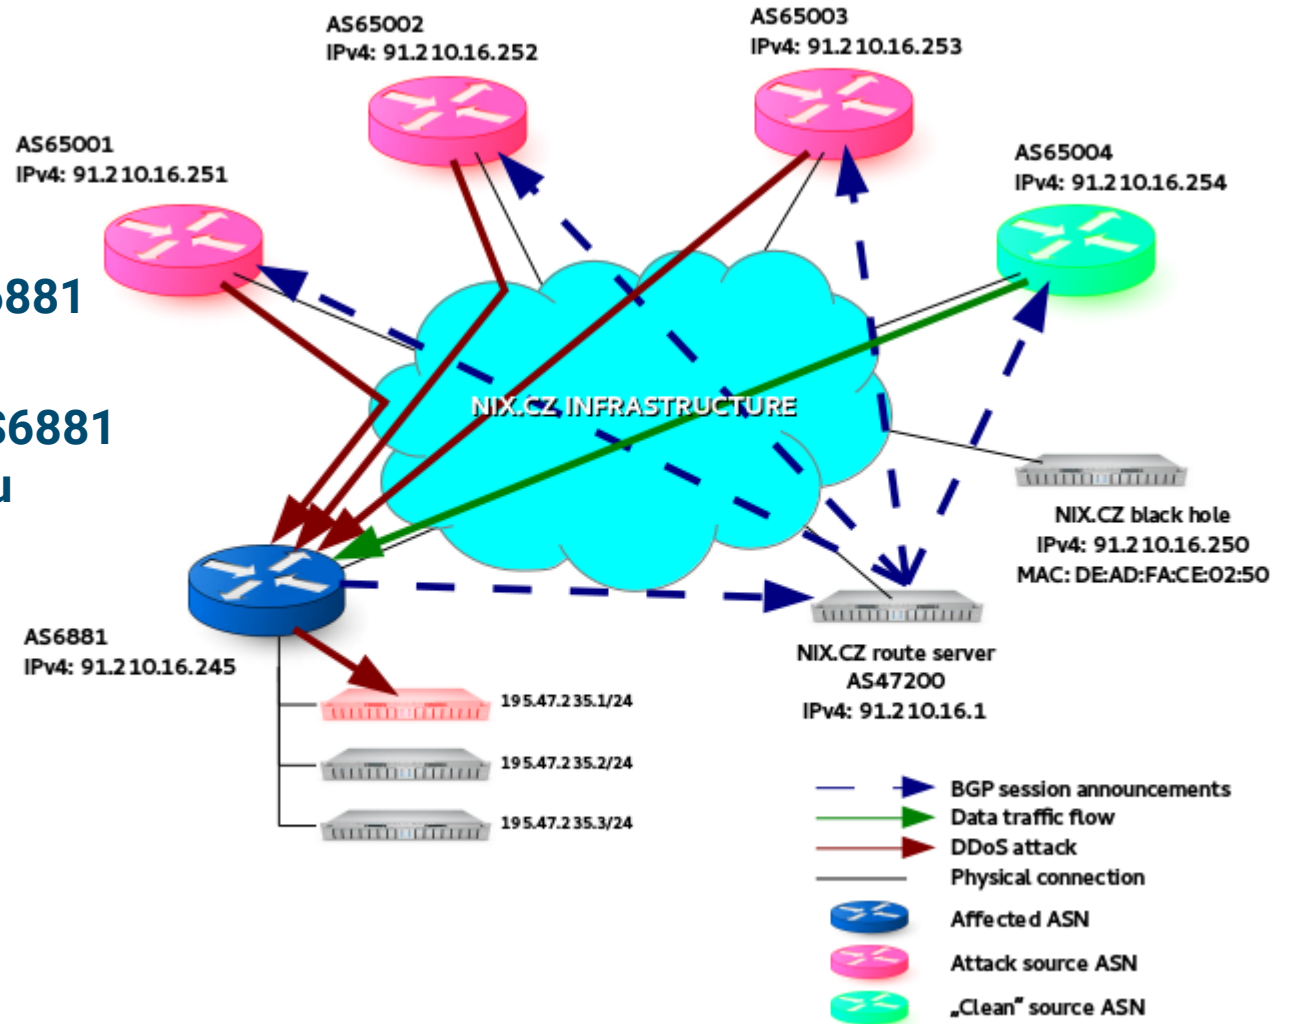 AS65002
IPv4: 91.210.16.252
AS65003
IPv4: 91.210.16.253
AS65001
IPv4: 91.210.16.251
AS65004
IPv4: 91.210.16.254
6881
S6881
u
NIX.CZ INFRASTRUCTURE
NIX.CZ black hole
IPv4: 91.210.16.250
MAC: DE:AD:FA:CE:02:50
AS6881
IPv4: 91.210.16.245
NIX.CZ route server
AS47200
IPv4: 91.210.16.1
195.47.235.1/24
195.47.235.2/24
195.47.235.3/24
BGP session announcements
Data traffic flow
DDoS attack
Physical connection
Affected ASN
Attack source ASN
„Clean“ source ASN